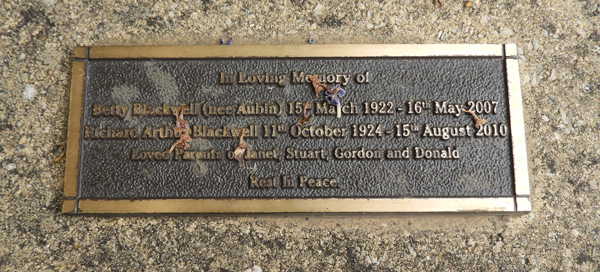 In Loving Memory of
Betty Blackwell (nee Aubin) 15th March 1922 - 16th May 2007
Richard Arthur Blackwell 11th October 1924 - 15th August 2010
Loved Parents Janet, Stuart, Gordon and Donald
Rest In Peace.